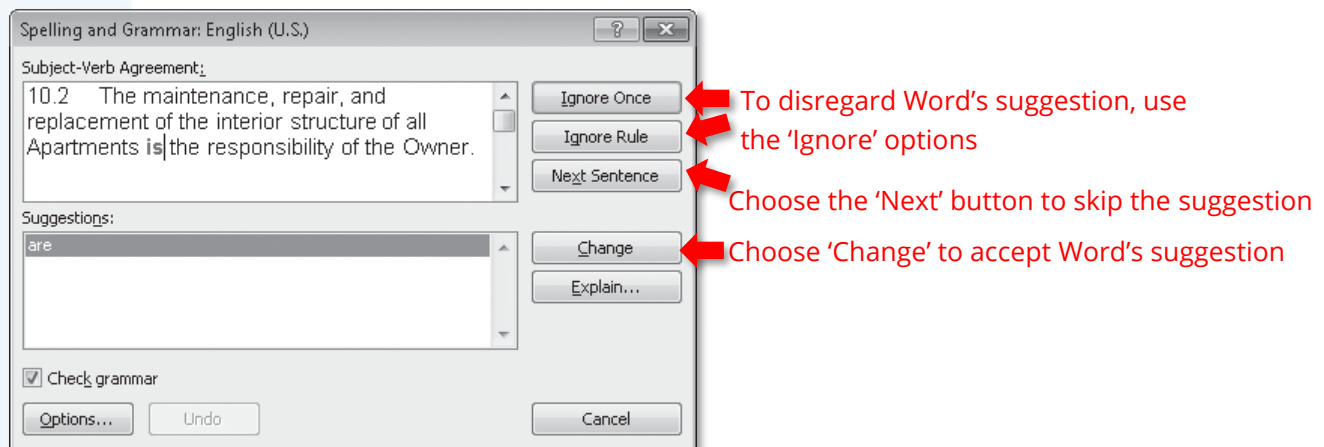 Spelling and Grammar: English (U.S.)
Subject-Verb Agreement:
10.2 The maintenance, repair, and
replacement of the interior structure of all
Apartments is the responsibility of the Owner.
Ignore Once
Ignore Rule
Next Sentence
To disregard Word’s suggestion, use
the ‘Ignore’ options
Choose the ‘Next’ button to skip the suggestion
Suggestions:
are
Change
Explain...
Choose ‘Change’ to accept Word’s suggestion
Check grammar
Options...
Undo
Cancel